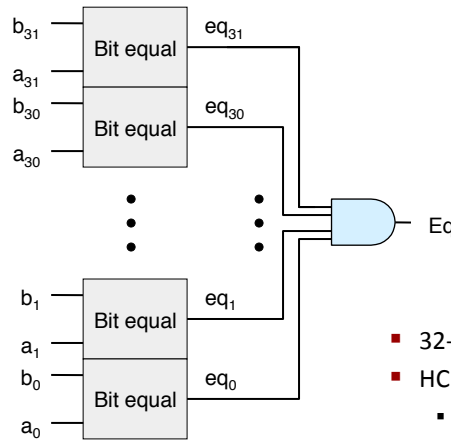 b31
eq31
Bit equal
a31
b30
eq30
Bit equal
a30
Eq
b1
eq1
Bit equal
a1
b0
eq0
Bit equal
a0
32-
HC